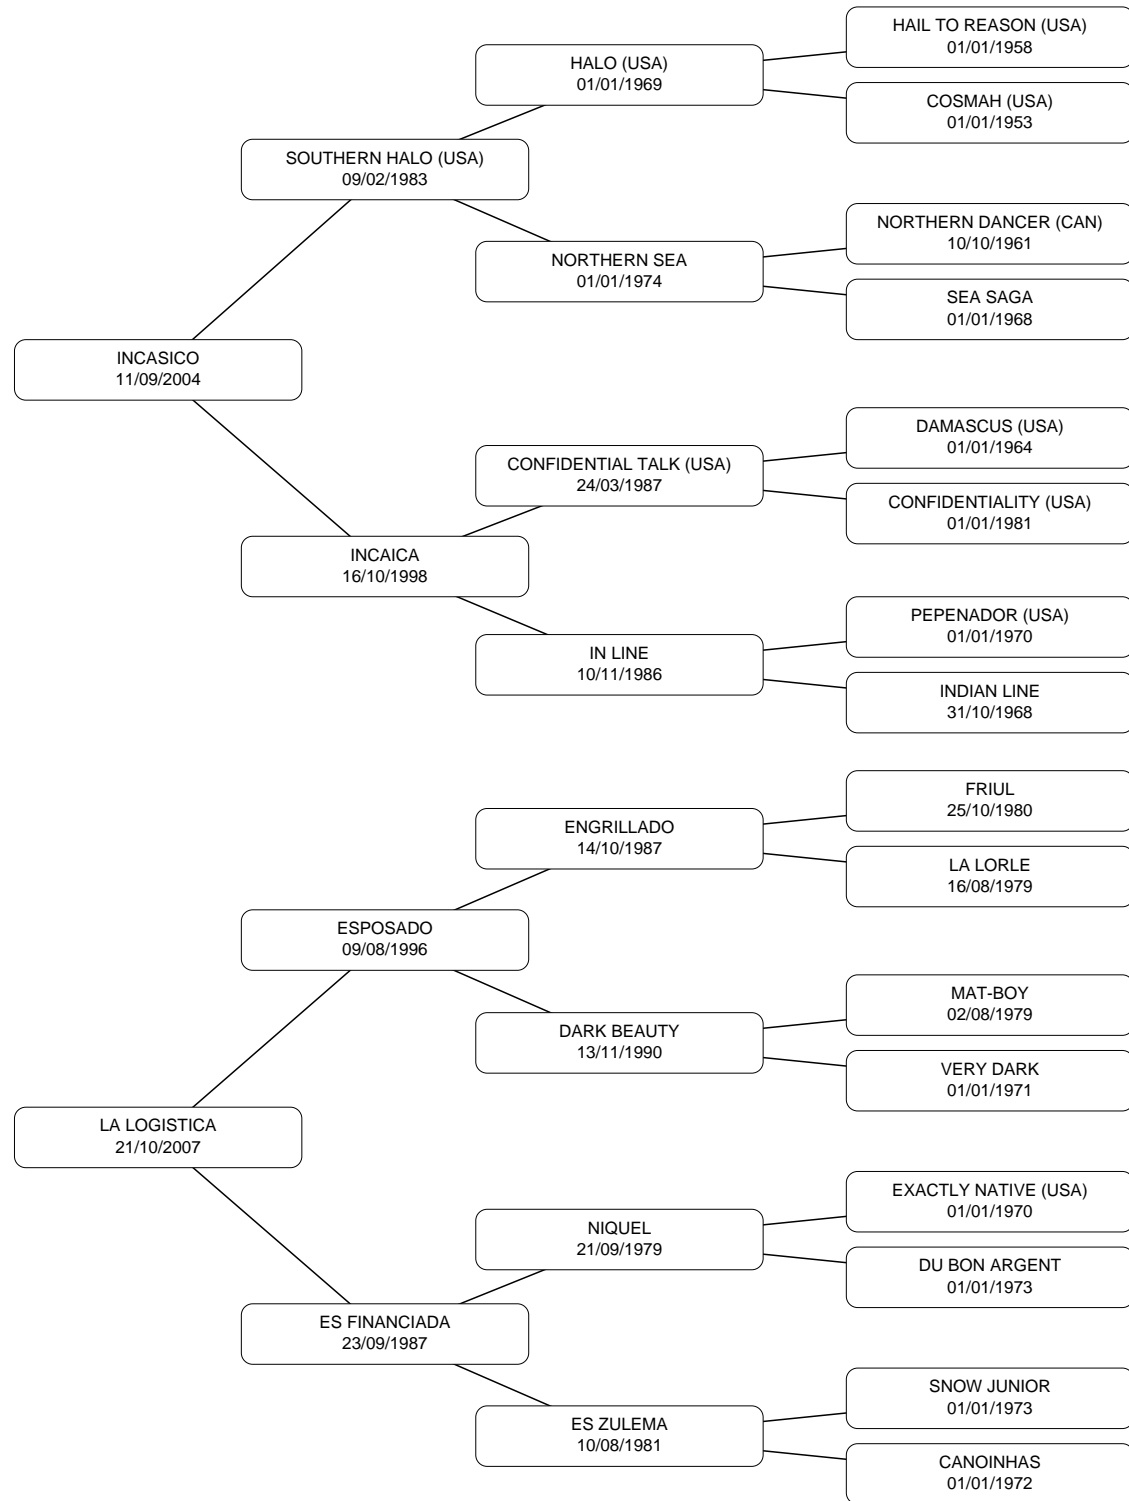 HAIL TO REASON (USA)
01/01/1958
HALO (USA)
01/01/1969
COSMAH (USA)
01/01/1953
SOUTHERN HALO (USA)
09/02/1983
NORTHERN DANCER (CAN)
10/10/1961
NORTHERN SEA
01/01/1974
SEA SAGA
01/01/1968
INCASICO
11/09/2004
DAMASCUS (USA)
01/01/1964
CONFIDENTIAL TALK (USA)
24/03/1987
CONFIDENTIALITY (USA)
01/01/1981
INCAICA
16/10/1998
PEPENADOR (USA)
01/01/1970
IN LINE
10/11/1986
INDIAN LINE
31/10/1968
FRIUL
25/10/1980
ENGRILLADO
14/10/1987
LA LORLE
16/08/1979
ESPOSADO
09/08/1996
MAT-BOY
02/08/1979
DARK BEAUTY
13/11/1990
VERY DARK
01/01/1971
LA LOGISTICA
21/10/2007
EXACTLY NATIVE (USA)
01/01/1970
NIQUEL
21/09/1979
DU BON ARGENT
01/01/1973
ES FINANCIADA
23/09/1987
SNOW JUNIOR
01/01/1973
ES ZULEMA
10/08/1981
CANOINHAS
01/01/1972